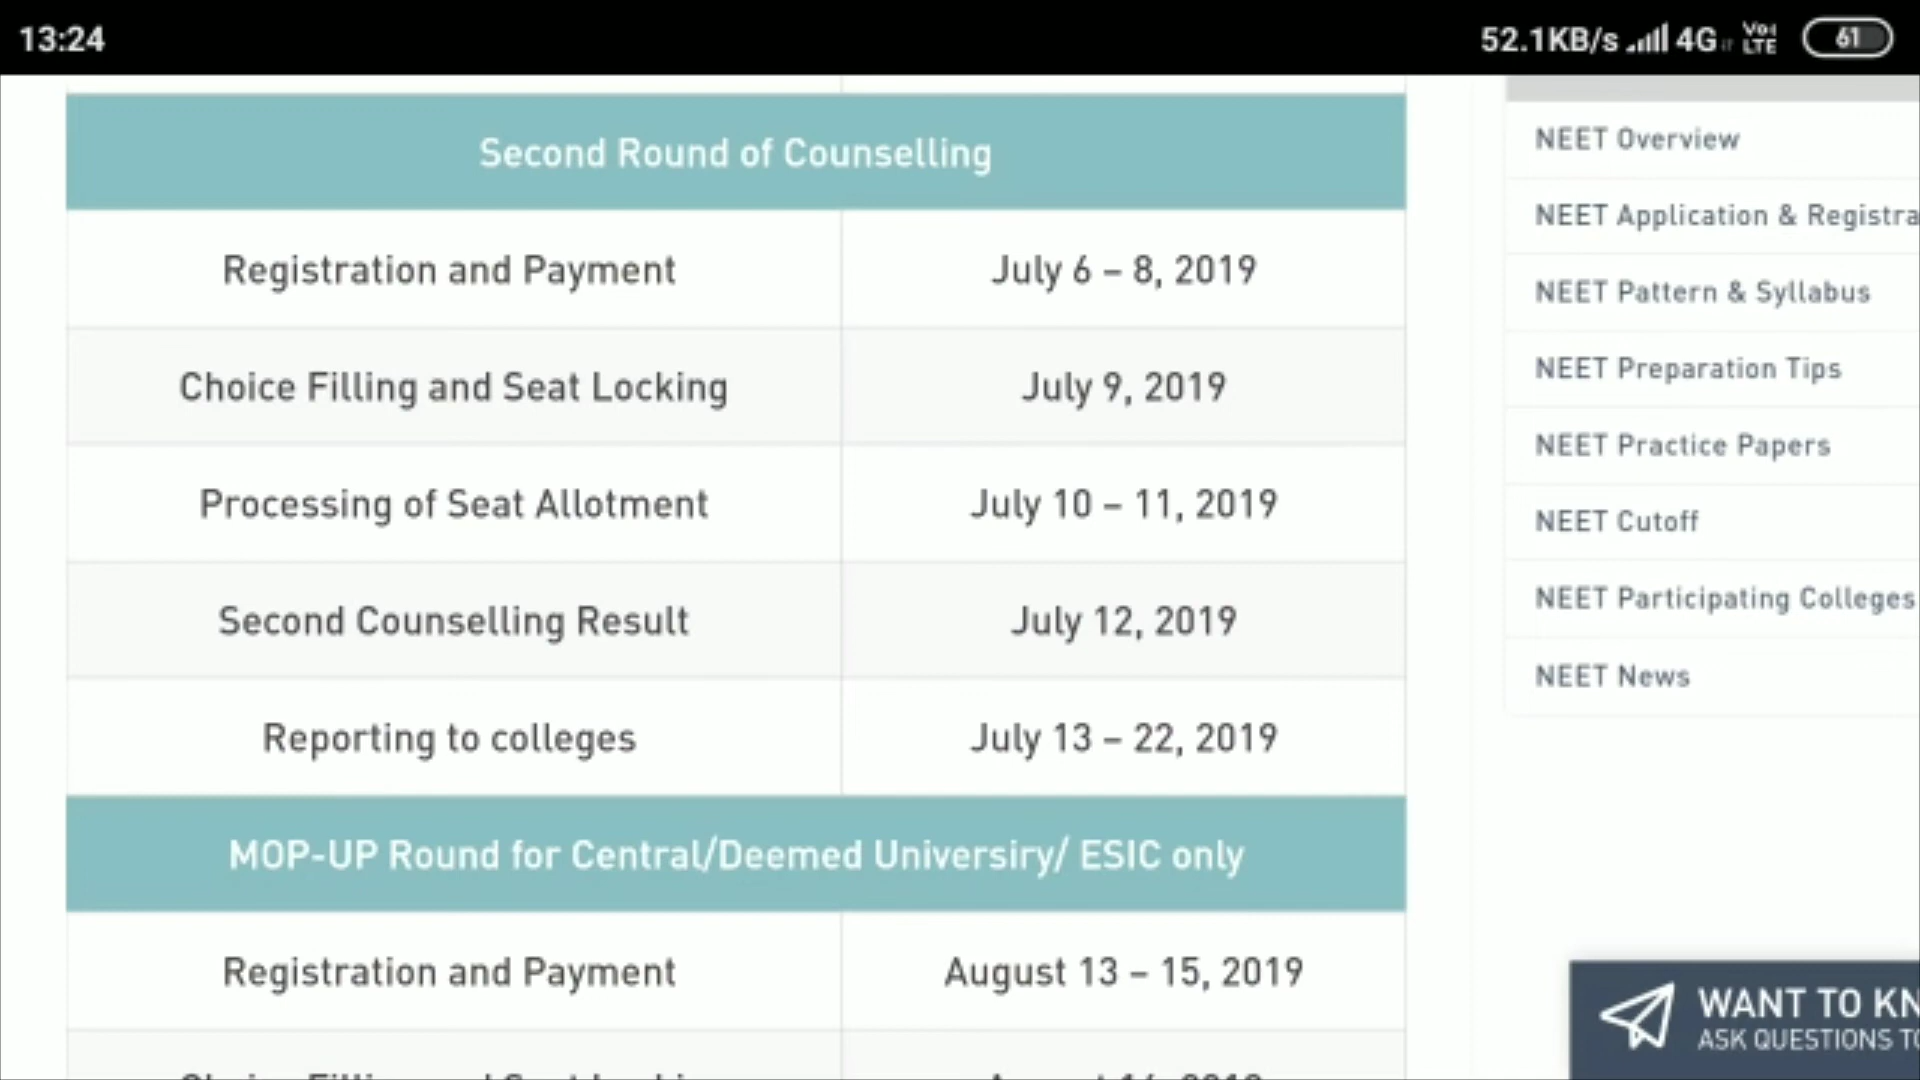 13:24
52.1KB/s 4G Vo LTE 61
Second Round of Counselling
Registration and Payment July 6 – 8, 2019
Choice Filling and Seat Locking July 9, 2019
Processing of Seat Allotment July 10 – 11, 2019
Second Counselling Result July 12, 2019
Reporting to colleges July 13 – 22, 2019
MOP-UP Round for Central/Deemed Universiry/ ESIC only
Registration and Payment August 13 – 15, 2019
NEET Overview
NEET Application & Registra
NEET Pattern & Syllabus
NEET Preparation Tips
NEET Practice Papers
NEET Cutoff
NEET Participating Colleges
NEET News
WANT TO KN
ASK QUESTIONS TO